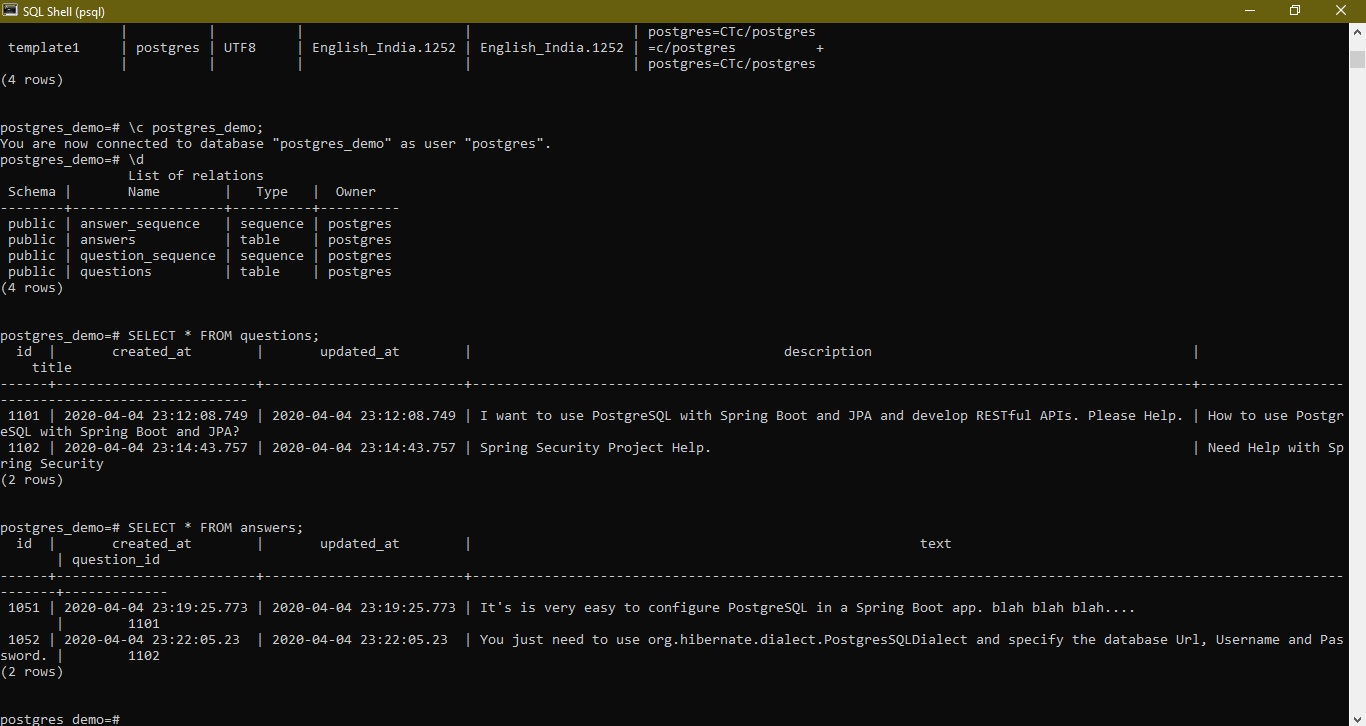 SQL Shell (psql)
          |          |          |                    |                    | postgres=CTc/postgres
 template1     | postgres | UTF8     | English_India.1252 | English_India.1252 | =c/postgres          +
               |          |          |                    |                    | postgres=CTc/postgres
(4 rows)
postgres_demo=# \c postgres_demo;
You are now connected to database "postgres_demo" as user "postgres".
postgres_demo=# \d
                List of relations
 Schema |       Name        |   Type   |  Owner
--------+-------------------+----------+----------
 public | answer_sequence   | sequence | postgres
 public | answers           | table    | postgres
 public | question_sequence | sequence | postgres
 public | questions         | table    | postgres
(4 rows)
postgres_demo=# SELECT * FROM questions;
  id  |       created_at        |       updated_at        |                                       description                                        |
    title
------+-------------------------+-------------------------+------------------------------------------------------------------------------------------+------------------
-------------------------------
 1101 | 2020-04-04 23:12:08.749 | 2020-04-04 23:12:08.749 | I want to use PostgreSQL with Spring Boot and JPA and develop RESTful APIs. Please Help. | How to use Postgr
eSQL with Spring Boot and JPA?
 1102 | 2020-04-04 23:14:43.757 | 2020-04-04 23:14:43.757 | Spring Security Project Help.                                                            | Need Help with Sp
ring Security
(2 rows)
postgres_demo=# SELECT * FROM answers;
  id  |       created_at        |       updated_at        |                                                        text
       | question_id
------+-------------------------+-------------------------+-------------------------------------------------------------------------------------------------------------
-------+-------------
 1051 | 2020-04-04 23:19:25.773 | 2020-04-04 23:19:25.773 | It's is very easy to configure PostgreSQL in a Spring Boot app. blah blah blah....
       |        1101
 1052 | 2020-04-04 23:22:05.23  | 2020-04-04 23:22:05.23  | You just need to use org.hibernate.dialect.PostgresSQLDialect and specify the database Url, Username and Pas
sword. |        1102
(2 rows)
postgres_demo=#